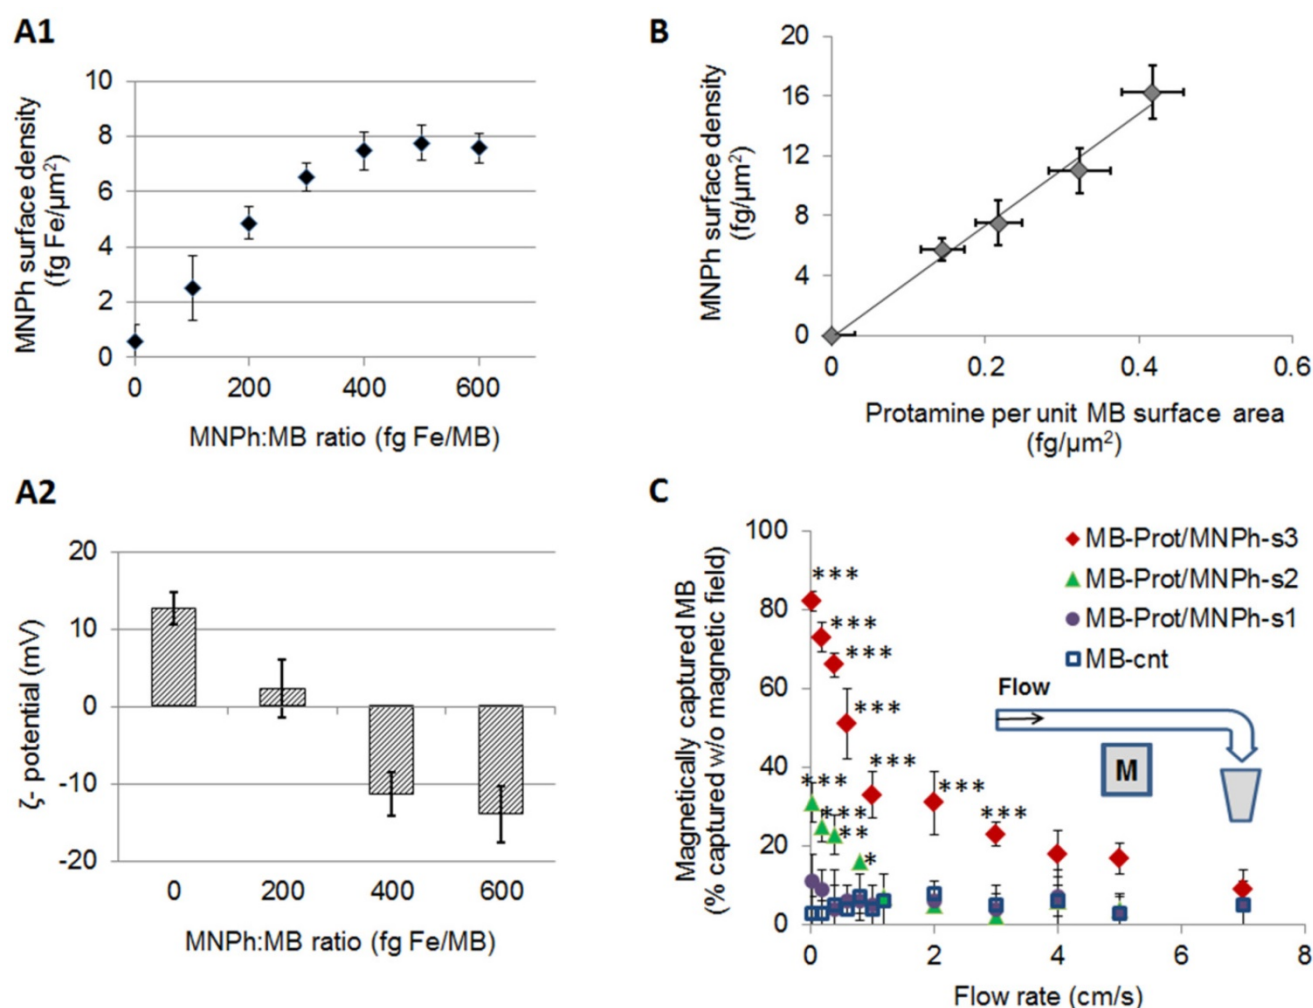 A1
MNPh surface density
(fg Fe/µm²)
10
8
6
4
2
0
0 200 400 600
MNPh:MB ratio (fg Fe/MB)
B
MNPh surface density
(fg/µm²)
20
16
12
8
4
0
0 0.2 0.4 0.6
Protamine per unit MB surface area
(fg/µm²)
A2
ζ- potential (mV)
20
10
0
-10
-20
0 200 400 600
MNPh:MB ratio (fg Fe/MB)
C
Magnetically captured MB
(% captured w/o magnetic field)
100
80
60
40
20
0
MB-Prot/MNPh-s3
MB-Prot/MNPh-s2
MB-Prot/MNPh-s1
MB-cnt
***
***
***
***
***
***
***
***
***
**
*
Flow
M
0 2 4 6 8
Flow rate (cm/s)